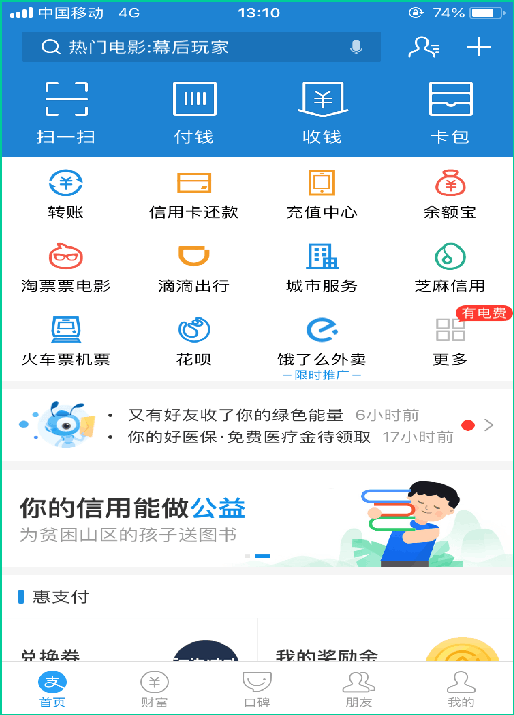 中国移动 4G 13:10 74%
热门电影:幕后玩家
扫一扫 付钱 收钱 卡包
转账 信用卡还款 充值中心 余额宝
淘票票电影 滴滴出行 城市服务 芝麻信用
有电费
火车票机票 花呗 饿了么外卖 更多
限时推广
• 又有好友收了你的绿色能量 6小时前
• 你的好医保·免费医疗金待领取 17小时前
你的信用能做公益
为贫困山区的孩子送图书
惠支付
兑换券 我的奖励金
支
首页 财富 口碑 朋友 我的